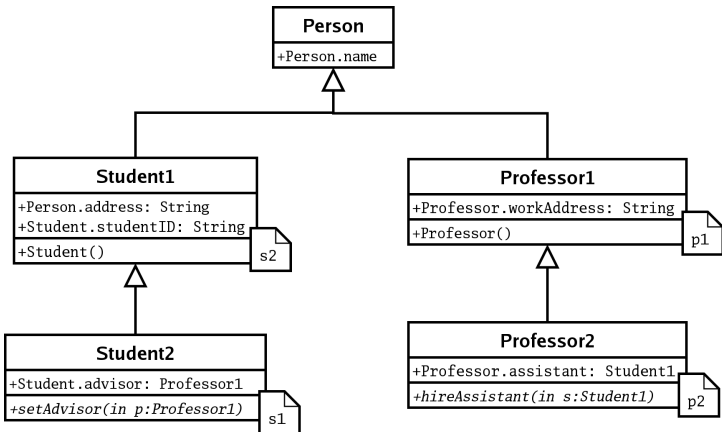 Person
+Person.name
Student1
+Person.address: String
+Student.studentID: String
+Student()
s2
Professor1
+Professor.workAddress: String
+Professor()
p1
Student2
+Student.advisor: Professor1
+setAdvisor(in p:Professor1)
s1
Professor2
+Professor.assistant: Student1
+hireAssistant(in s:Student1)
p2